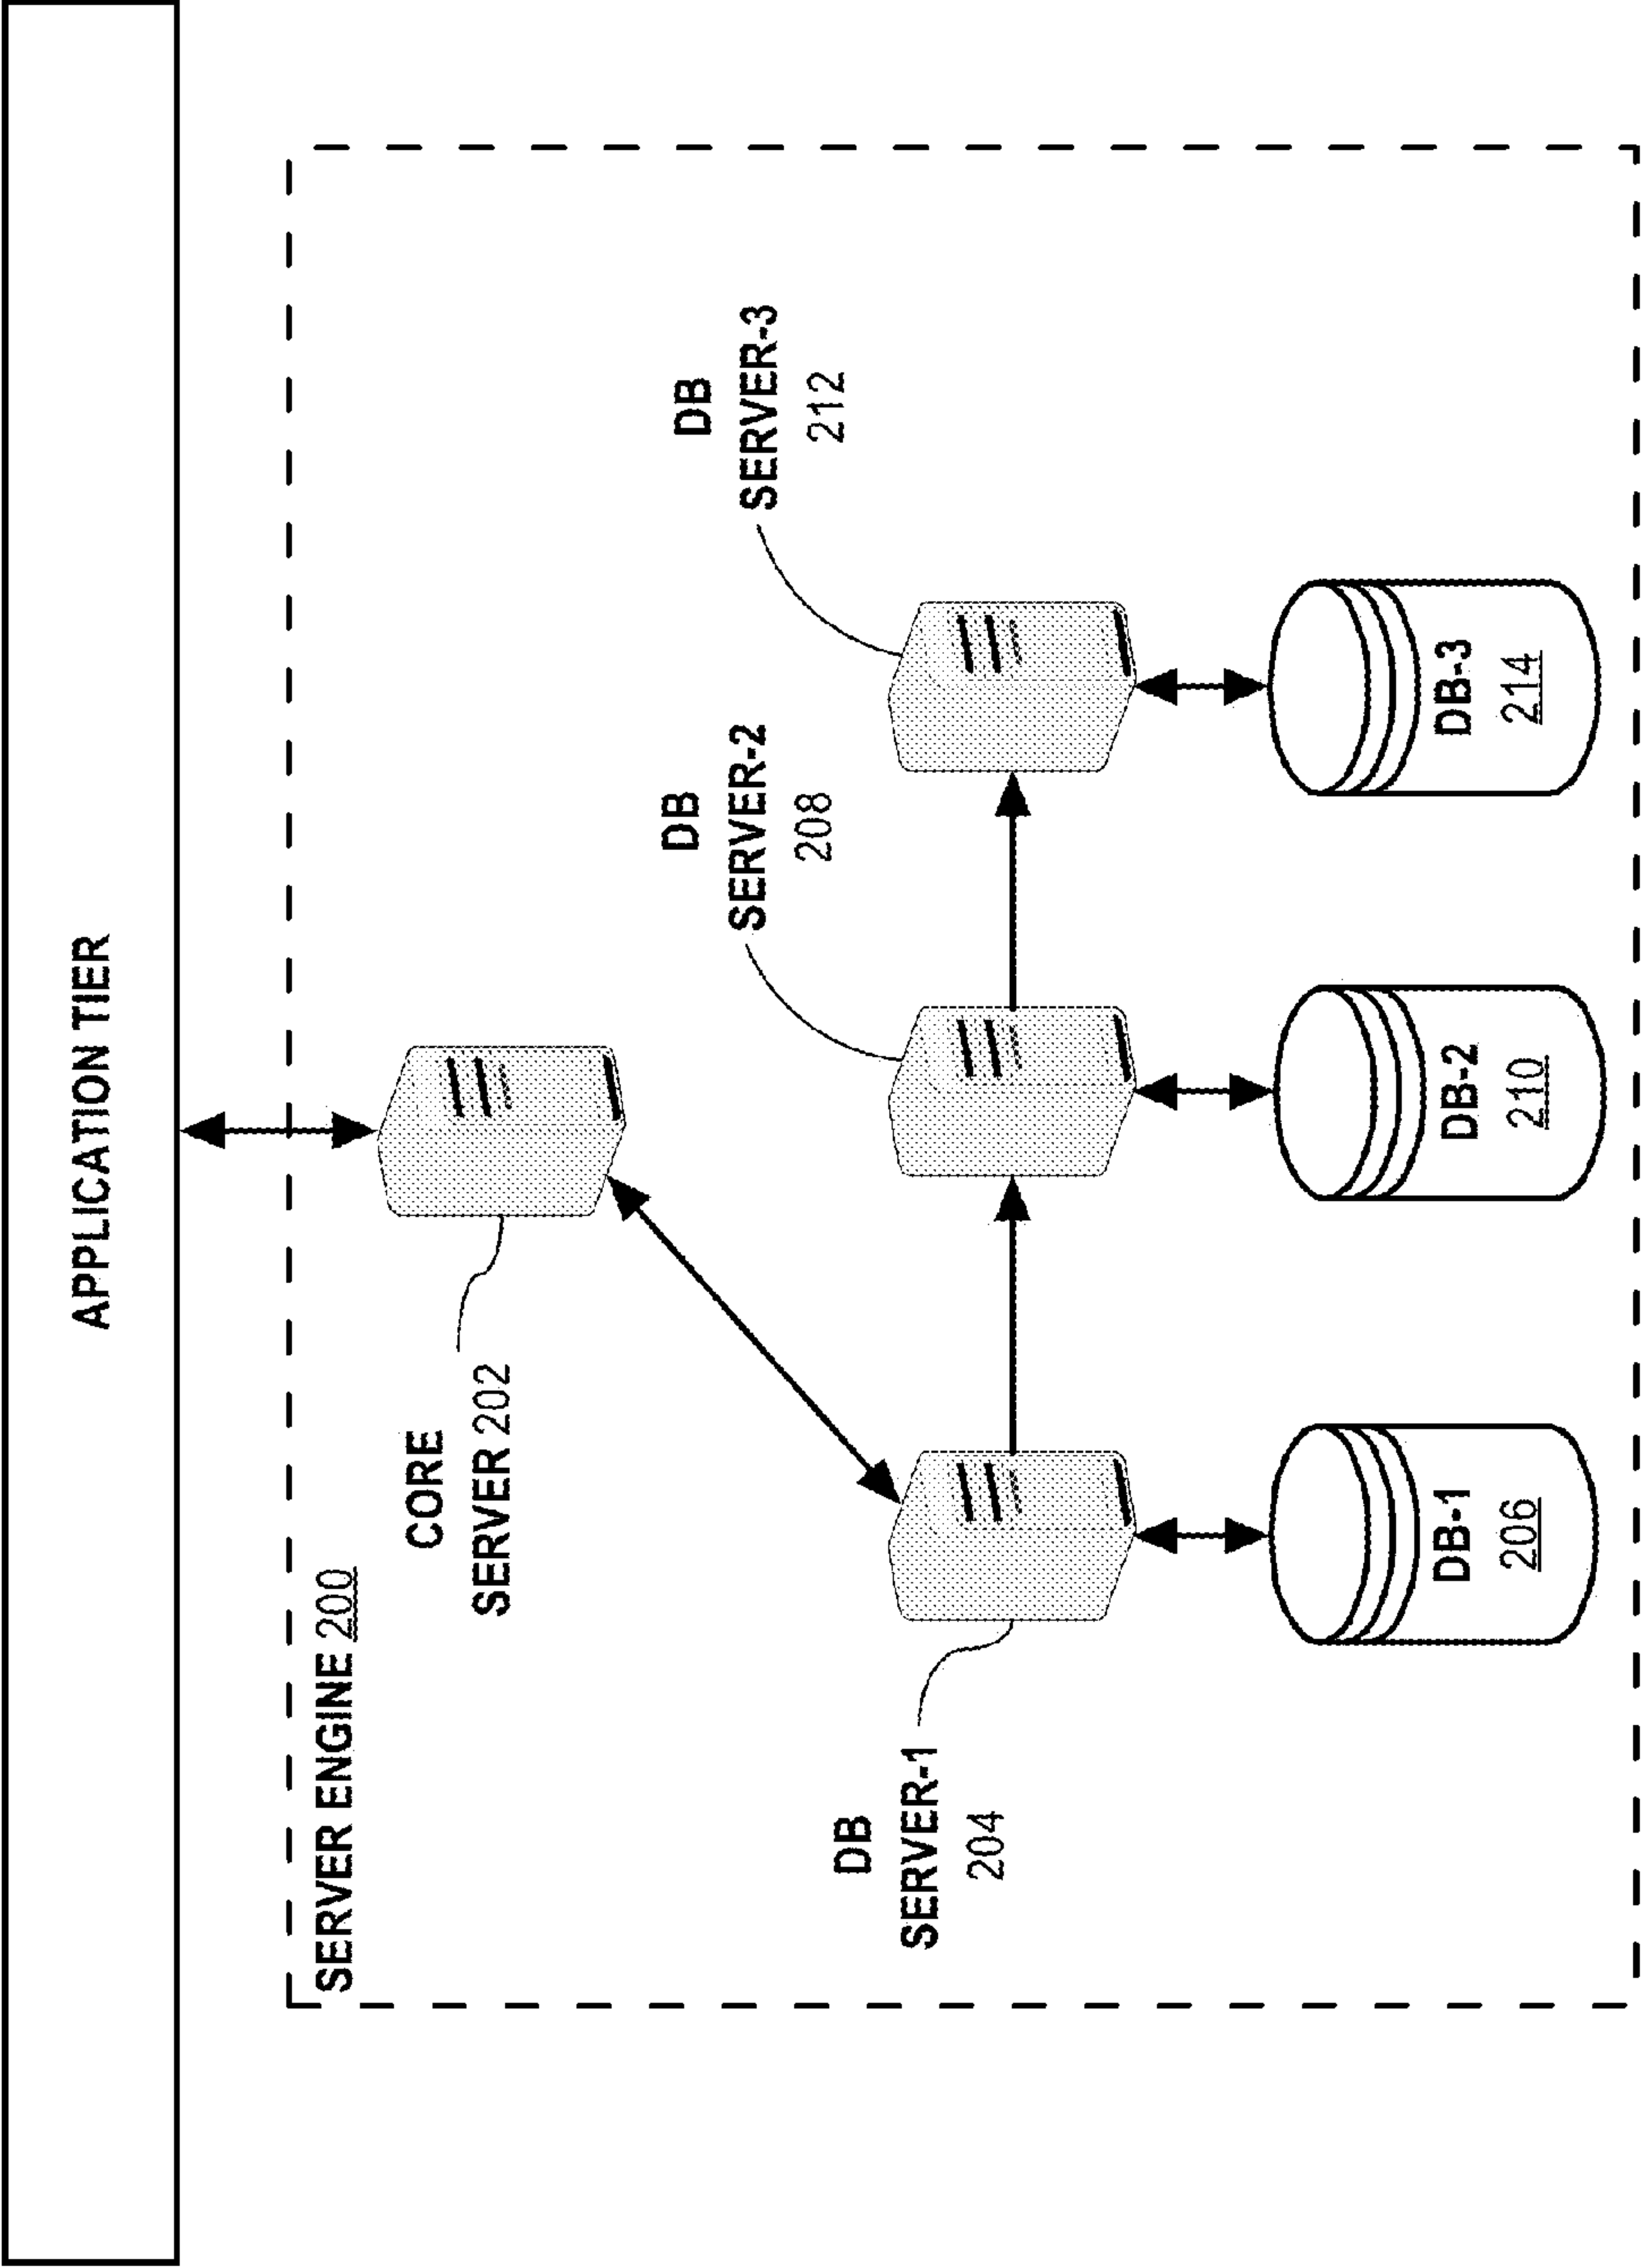 APPLICATION TIER
SERVER ENGINE 200
CORE
SERVER 202
DB
SERVER-1
204
DB
SERVER-2
208
DB
SERVER-3
212
DB-1
206
DB-2
210
DB-3
214